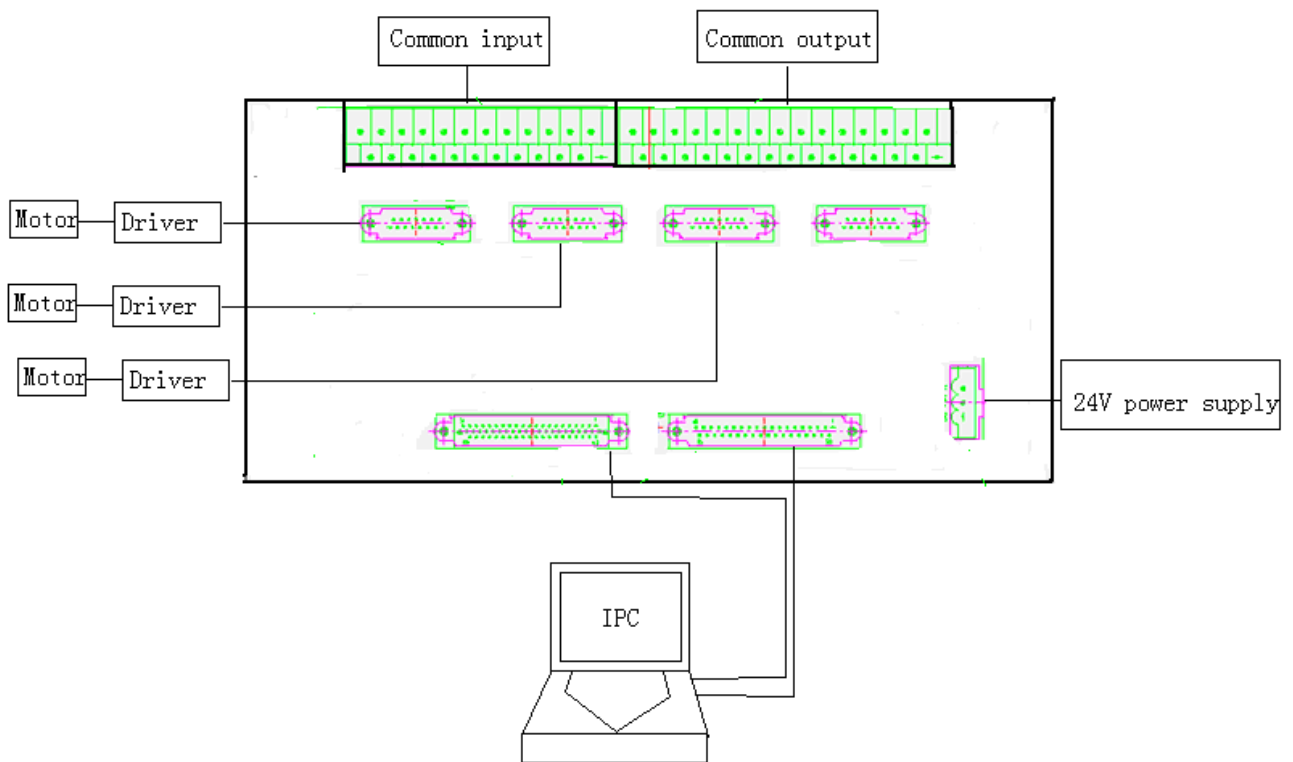 Common input
Common output
Motor
Driver
Motor
Driver
Motor
Driver
24V power supply
IPC